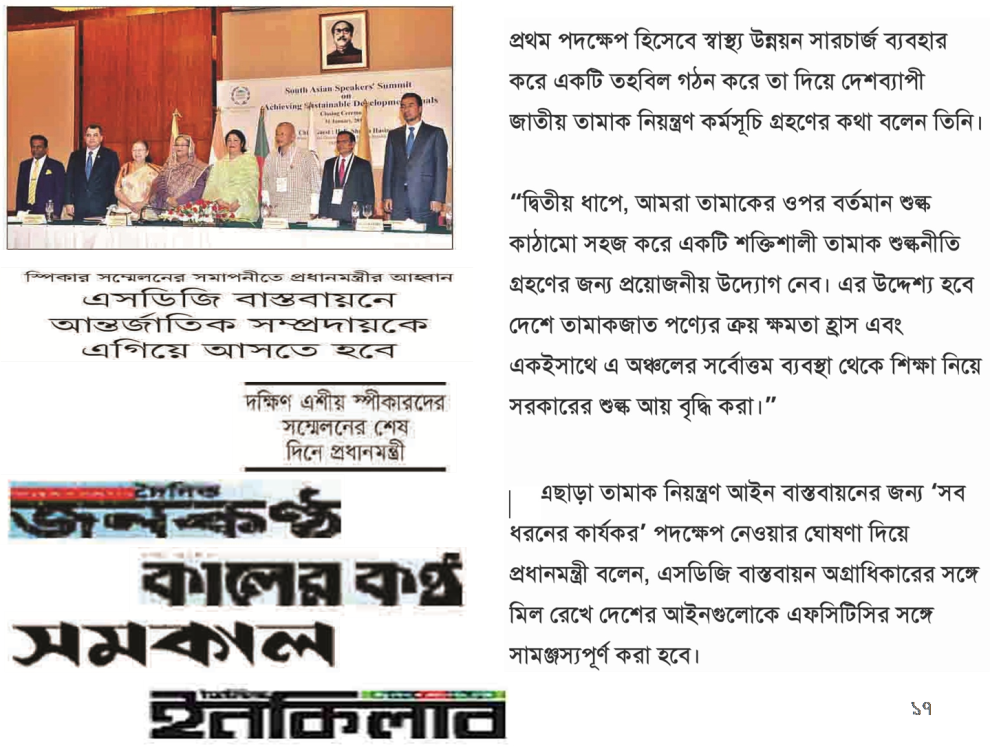 South Asian Speakers' Summit
on
Achieving Sustainable Development Goals
Closing Ceremony
31 January,
স্পিকার সম্মেলনের সমাপনীতে প্রধানমন্ত্রীর আহ্বান
এসডিজি বাস্তবায়নে
আন্তর্জাতিক সম্প্রদায়কে
এগিয়ে আসতে হবে
দক্ষিণ এশীয় স্পীকারদের
সম্মেলনের শেষ
দিনে প্রধানমন্ত্রী
দৈনিক
জনকণ্ঠ
কালের কণ্ঠ
সমকাল
দৈনিক
ইনকিলাব
প্রথম পদক্ষেপ হিসেবে স্বাস্থ্য উন্নয়ন সারচার্জ ব্যবহার
করে একটি তহবিল গঠন করে তা দিয়ে দেশব্যাপী
জাতীয় তামাক নিয়ন্ত্রণ কর্মসূচি গ্রহণের কথা বলেন তিনি।
“দ্বিতীয় ধাপে, আমরা তামাকের ওপর বর্তমান শুল্ক
কাঠামো সহজ করে একটি শক্তিশালী তামাক শুল্কনীতি
গ্রহণের জন্য প্রয়োজনীয় উদ্যোগ নেব। এর উদ্দেশ্য হবে
দেশে তামাকজাত পণ্যের ক্রয় ক্ষমতা হ্রাস এবং
একইসাথে এ অঞ্চলের সর্বোত্তম ব্যবস্থা থেকে শিক্ষা নিয়ে
সরকারের শুল্ক আয় বৃদ্ধি করা।”
এছাড়া তামাক নিয়ন্ত্রণ আইন বাস্তবায়নের জন্য ‘সব
ধরনের কার্যকর’ পদক্ষেপ নেওয়ার ঘোষণা দিয়ে
প্রধানমন্ত্রী বলেন, এসডিজি বাস্তবায়ন অগ্রাধিকারের সঙ্গে
মিল রেখে দেশের আইনগুলোকে এফসিটিসির সঙ্গে
সামঞ্জস্যপূর্ণ করা হবে।
১৭